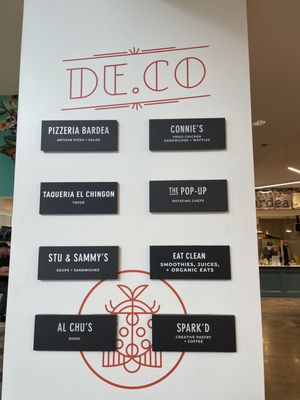 DE.CO
PIZZERIA BARDEA
ARTISAN PIZZA + SALAD
CONNIE'S
FRIED CHICKEN
SANDWICHES + WAFFLES
TAQUERIA EL CHINGON
TACOS
THE POP-UP
ROTATING CHEFS
STU & SAMMY'S
SOUPS + SANDWICHES
EAT CLEAN
SMOOTHIES, JUICES,
+ ORGANIC EATS
AL CHU'S
SUSHI
SPARK'D
CREATIVE PASTRY
+ COFFEE